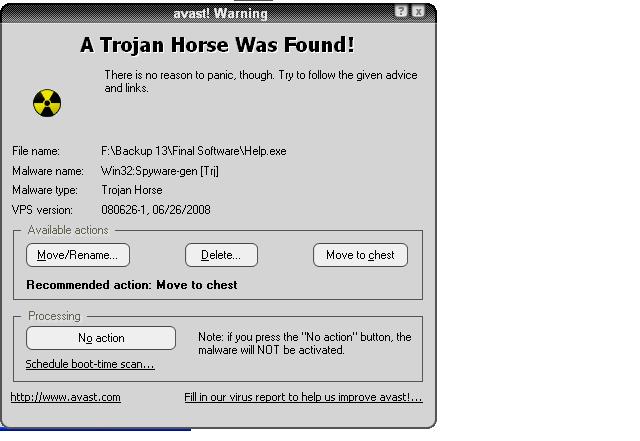 avast! Warning
? x
A Trojan Horse Was Found!
There is no reason to panic, though. Try to follow the given advice
and links.
File name: F:\Backup 13\Final Software\Help.exe
Malware name: Win32:Spyware-gen [Trj]
Malware type: Trojan Horse
VPS version: 080626-1, 06/26/2008
Available actions
Move/Rename... Delete... Move to chest
Recommended action: Move to chest
Processing
No action
Note: if you press the "No action" button, the
malware will NOT be activated.
Schedule boot-time scan...
http://www.avast.com Fill in our virus report to help us improve avast!...